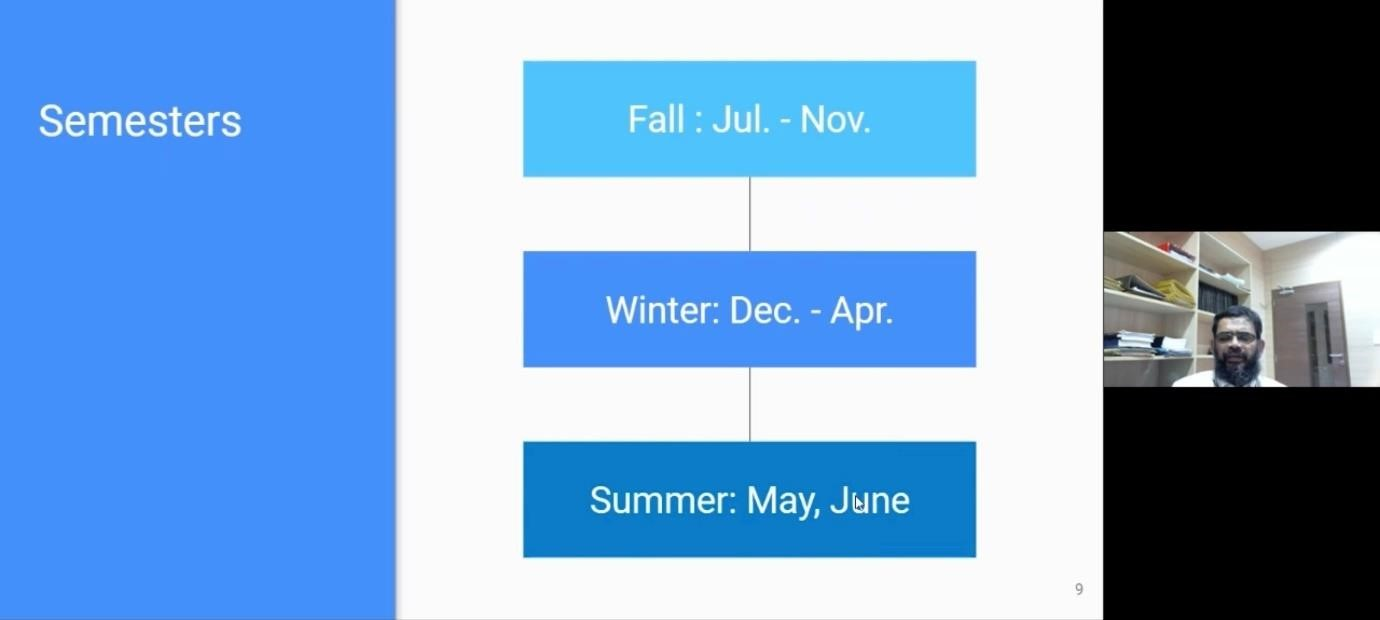 Semesters
Fall : Jul. - Nov.
Winter: Dec. - Apr.
Summer: May, June
9